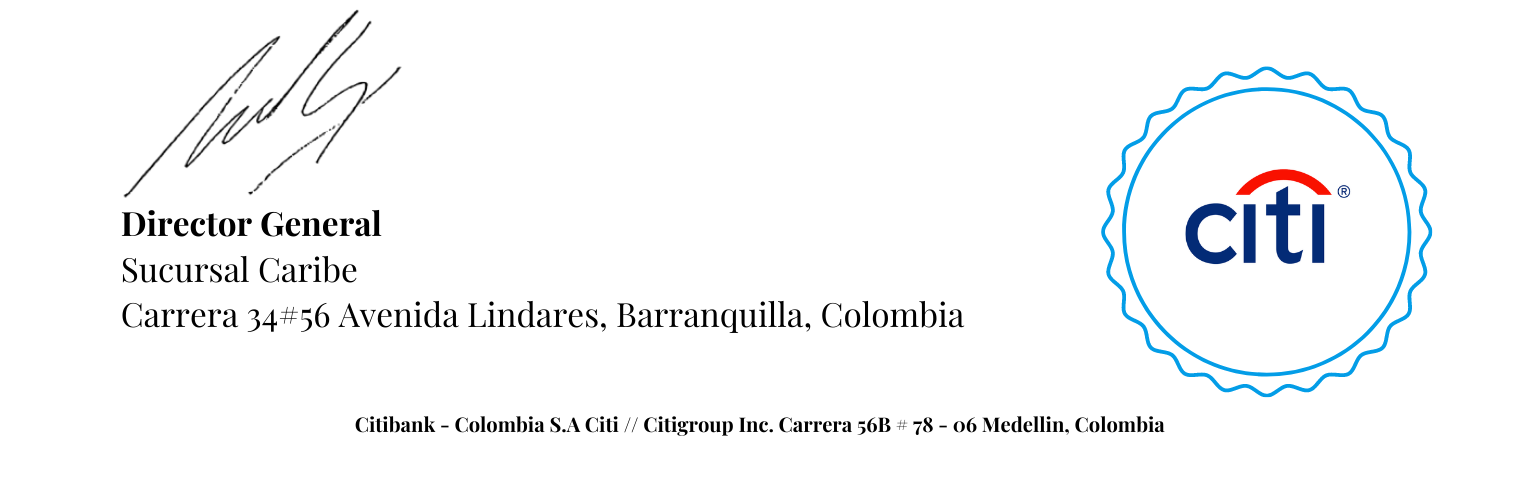 Director General
Sucursal Caribe
Carrera 34#56 Avenida Lindares, Barranquilla, Colombia
citi®
Citibank - Colombia S.A Citi // Citigroup Inc. Carrera 56B # 78 - 06 Medellin, Colombia